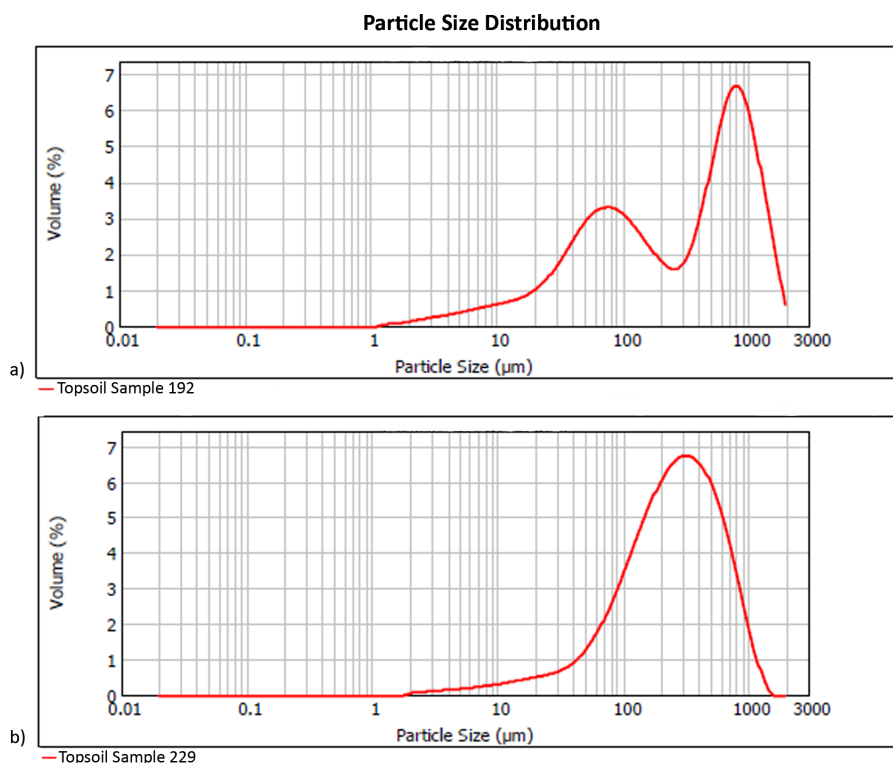 Particle Size Distribution
7
6
5
4
3
2
1
0
Volume (%)
0.01 0.1 1 10 100 1000 3000
Particle Size (µm)
a)
Topsoil Sample 192
7
6
5
4
3
2
1
0
Volume (%)
0.01 0.1 1 10 100 1000 3000
Particle Size (µm)
b)
Topsoil Sample 229